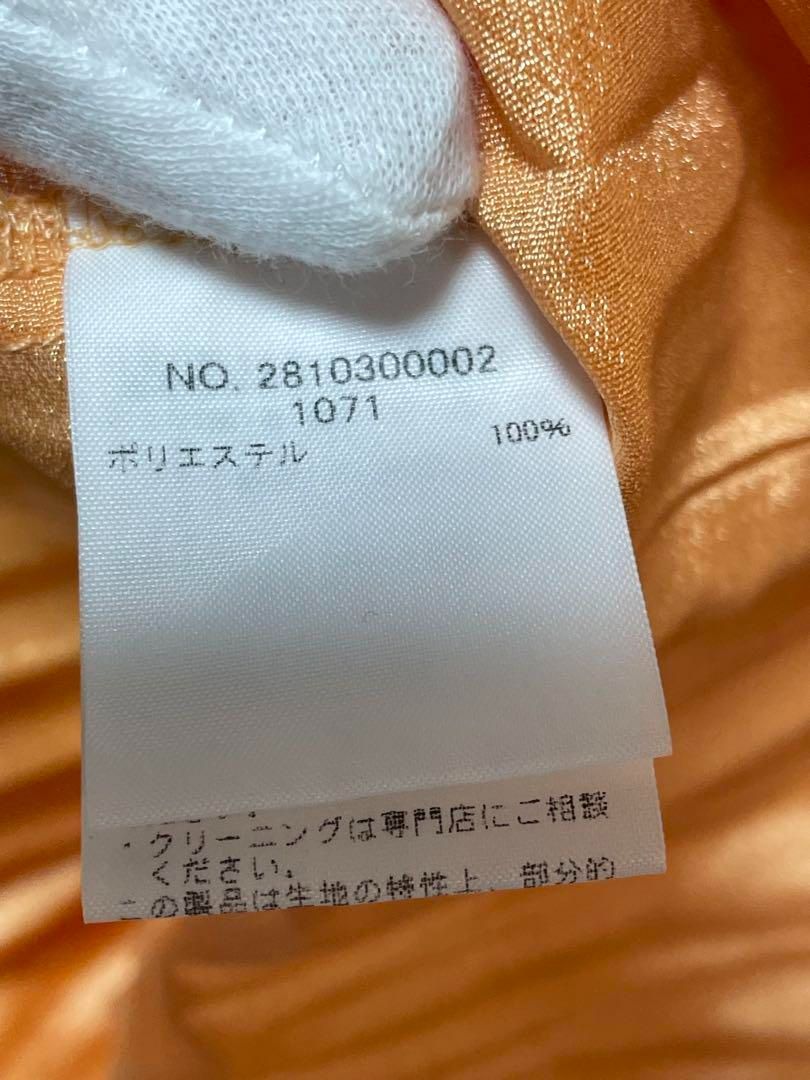 NO. 2810300002
1071
ポリエステル 100%
・クリーニングは専門店にご相談
ください。
この製品は生地の特性上、部分的